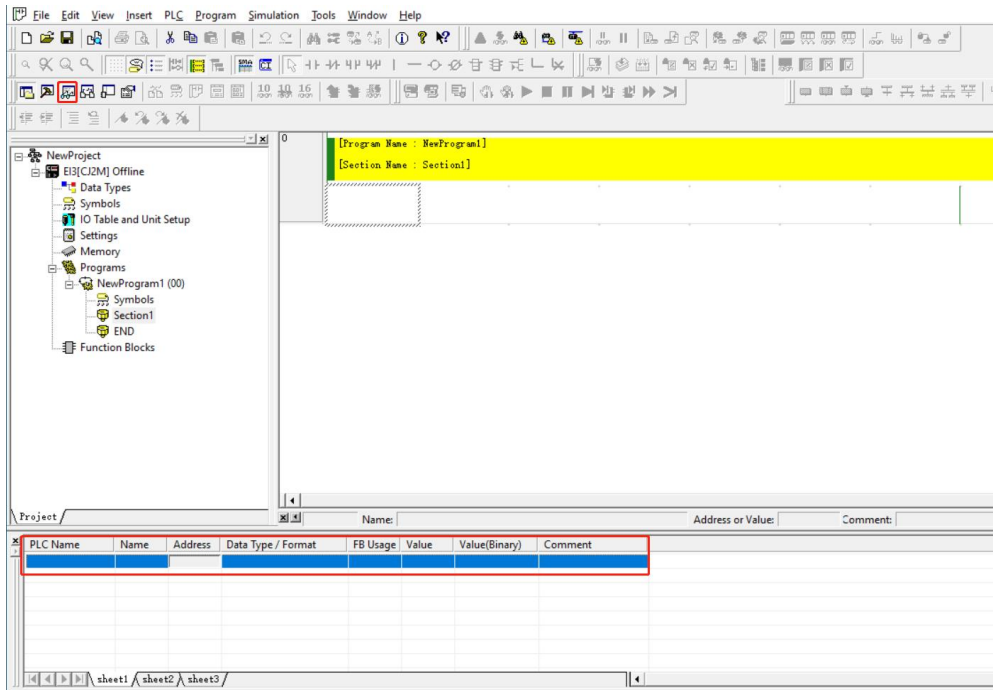 File Edit View Insert PLC Program Simulation Tools Window Help
10 10 16
NewProject
EI3[CJ2M] Offline
Data Types
Symbols
IO Table and Unit Setup
Settings
Memory
Programs
NewProgram1 (00)
Symbols
Section1
END
Function Blocks
Project
0
[Program Name : NewProgram1]
[Section Name : Section1]
Name: Address or Value: Comment:
PLC Name Name Address Data Type / Format FB Usage Value Value(Binary) Comment
sheet1 sheet2 sheet3